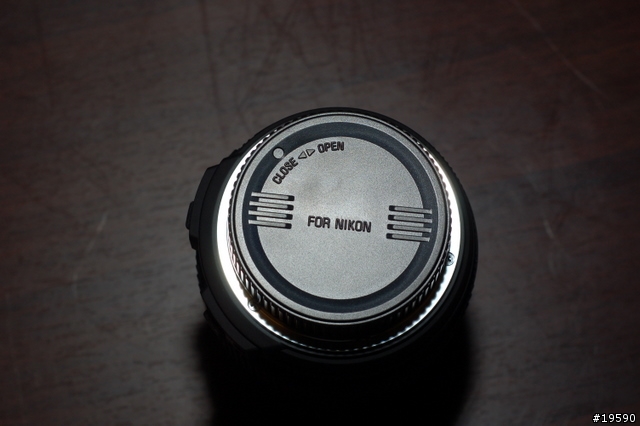 CLOSE ◁▷ OPEN
FOR NIKON
#19590